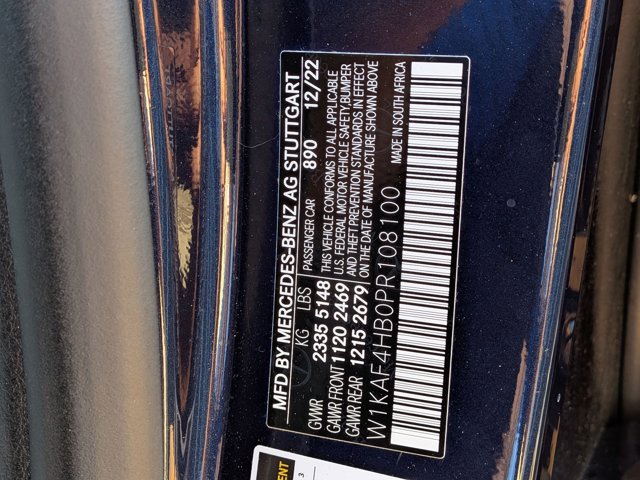 MFD BY MERCEDES-BENZ AG STUTTGART
KG LBS PASSENGER CAR 890 12/22
GVWR 2335 5148 THIS VEHICLE CONFORMS TO ALL APPLICABLE
GAWR FRONT 1120 2469 U.S. FEDERAL MOTOR VEHICLE SAFETY, BUMPER
GAWR REAR 1215 2679 AND THEFT PREVENTION STANDARDS IN EFFECT
ON THE DATE OF MANUFACTURE SHOWN ABOVE
W1KAF4HB0PR108100 MADE IN SOUTH AFRICA